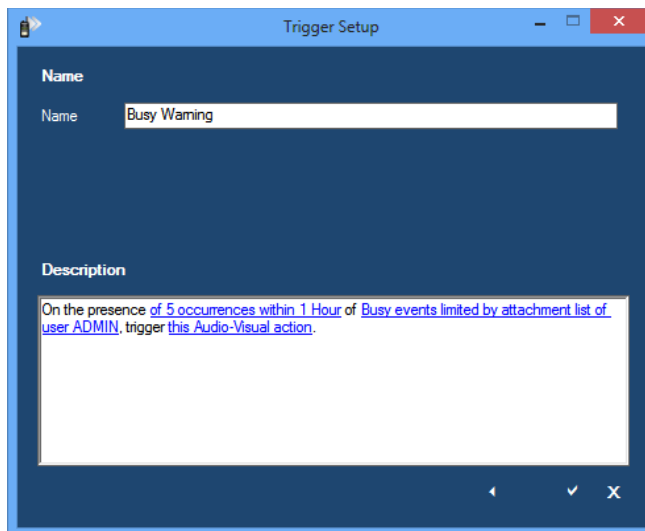 Trigger Setup
Name
Name Busy Warning
Description
On the presence of 5 occurrences within 1 Hour of Busy events limited by attachment list of
user ADMIN, trigger this Audio-Visual action.